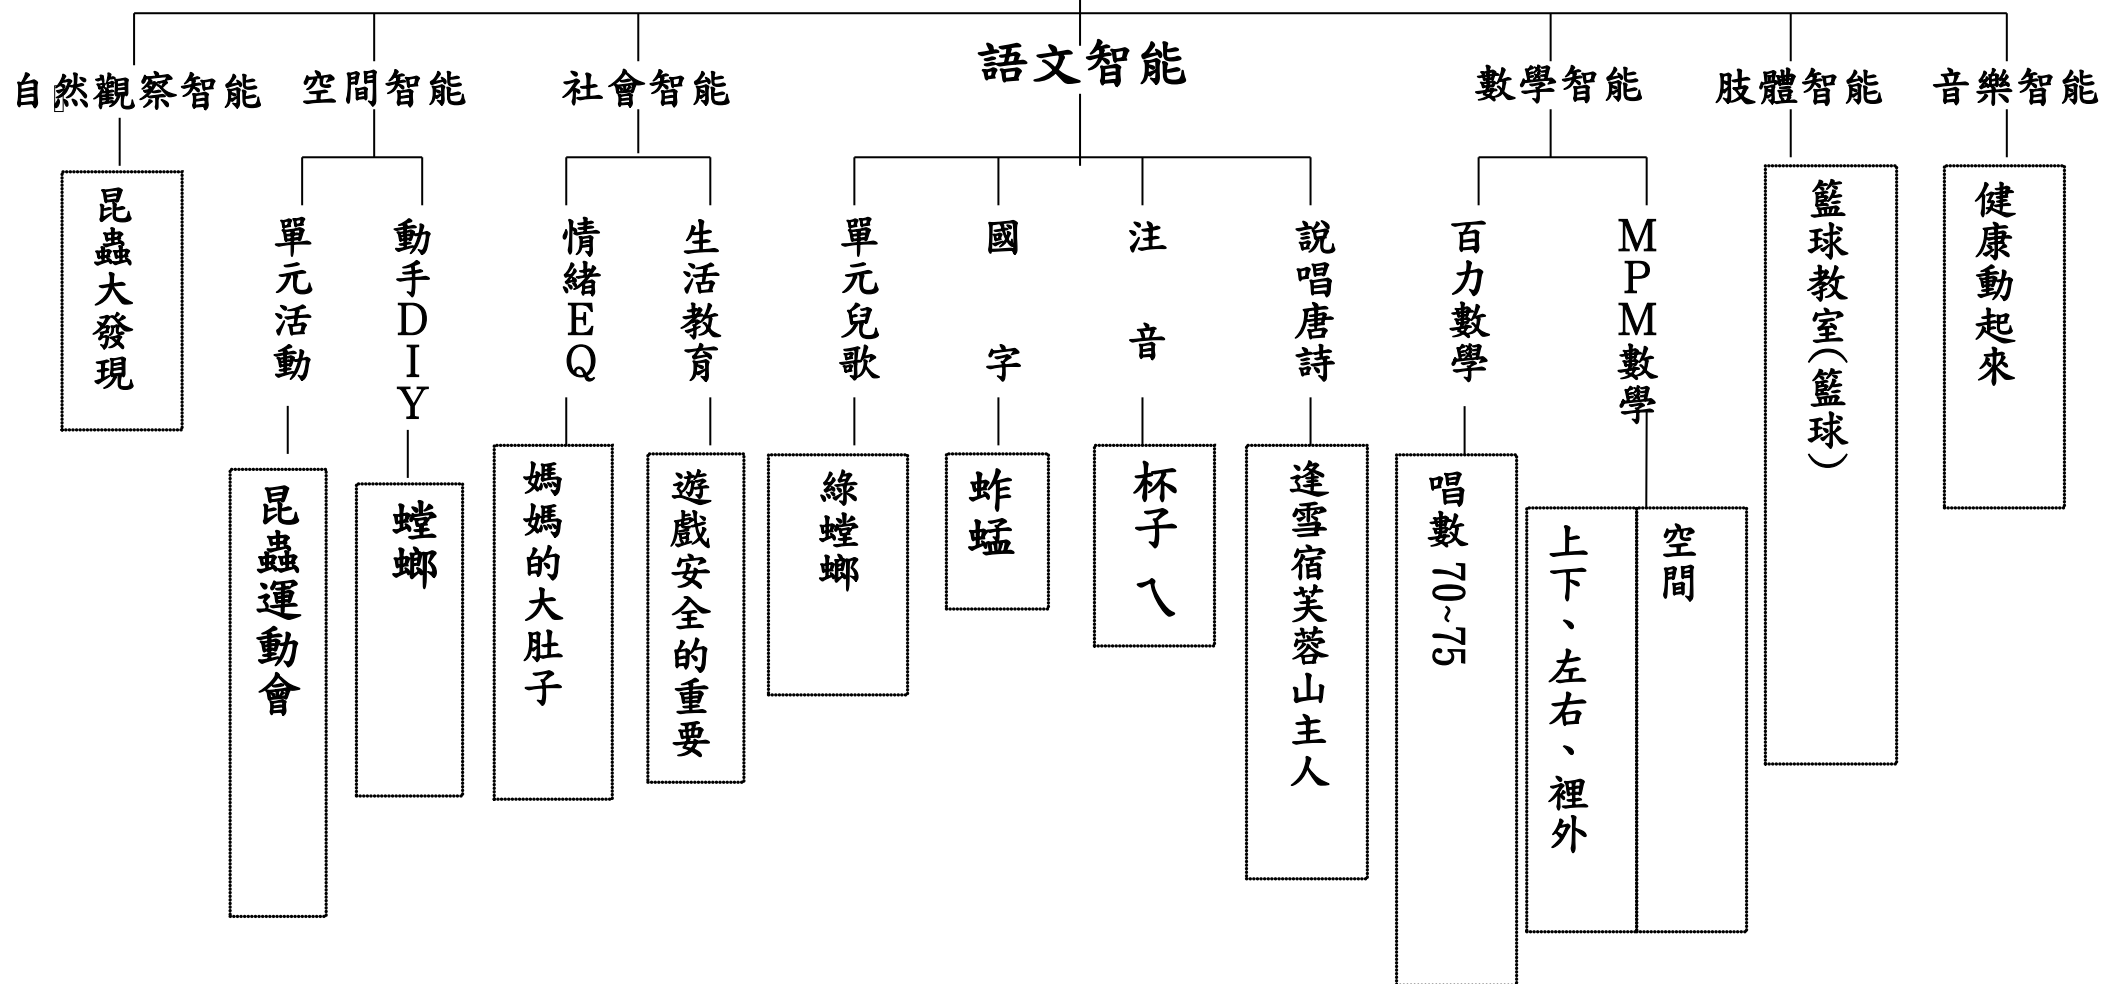 語文智能
自然觀察智能
空間智能
社會智能
數學智能
肢體智能
音樂智能
昆蟲大發現
單元活動
動手DIY
情緒EQ
生活教育
單元兒歌
國字
注音
說唱唐詩
百力數學
MPM數學
籃球教室(籃球)
健康動起來
昆蟲運動會
螳螂
媽媽的大肚子
遊戲安全的重要
綠螳螂
蚱蜢
杯子 ㄟ
逢雪宿芙蓉山主人
唱數 70~75
空間
上下、左右、裡外